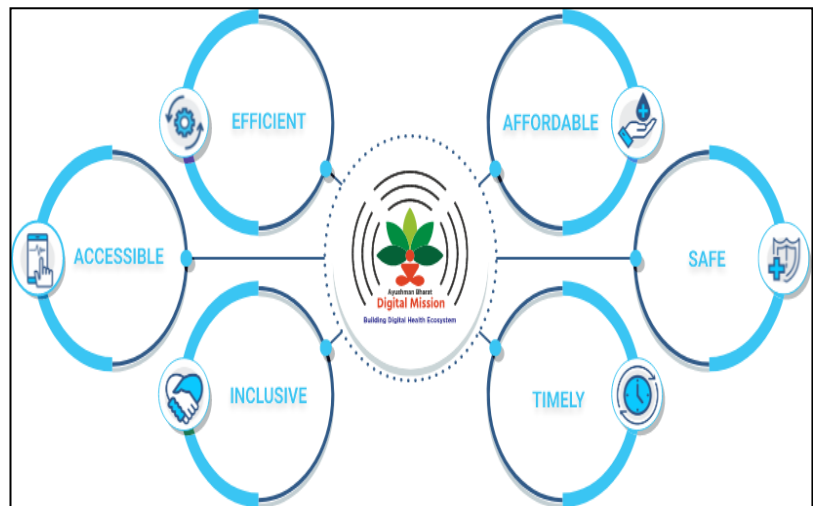 EFFICIENT
AFFORDABLE
ACCESSIBLE
SAFE
Ayushman Bharat
Digital Mission
Building Digital Health Ecosystem
INCLUSIVE
TIMELY